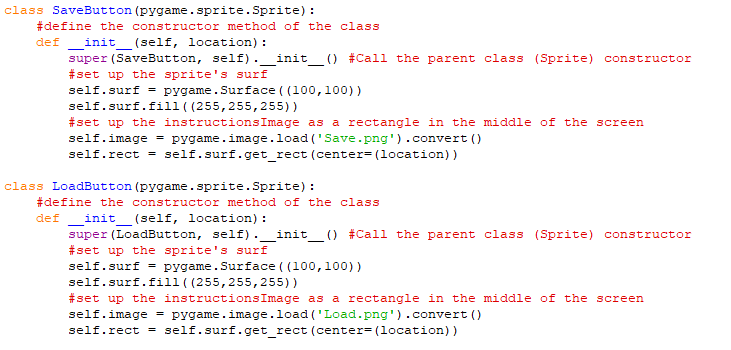 class SaveButton(pygame.sprite.Sprite):
    #define the constructor method of the class
    def __init__(self, location):
        super(SaveButton, self).__init__() #Call the parent class (Sprite) constructor
        #set up the sprite's surf
        self.surf = pygame.Surface((100,100))
        self.surf.fill((255,255,255))
        #set up the instructionsImage as a rectangle in the middle of the screen
        self.image = pygame.image.load('Save.png').convert()
        self.rect = self.surf.get_rect(center=(location))

class LoadButton(pygame.sprite.Sprite):
    #define the constructor method of the class
    def __init__(self, location):
        super(LoadButton, self).__init__() #Call the parent class (Sprite) constructor
        #set up the sprite's surf
        self.surf = pygame.Surface((100,100))
        self.surf.fill((255,255,255))
        #set up the instructionsImage as a rectangle in the middle of the screen
        self.image = pygame.image.load('Load.png').convert()
        self.rect = self.surf.get_rect(center=(location))